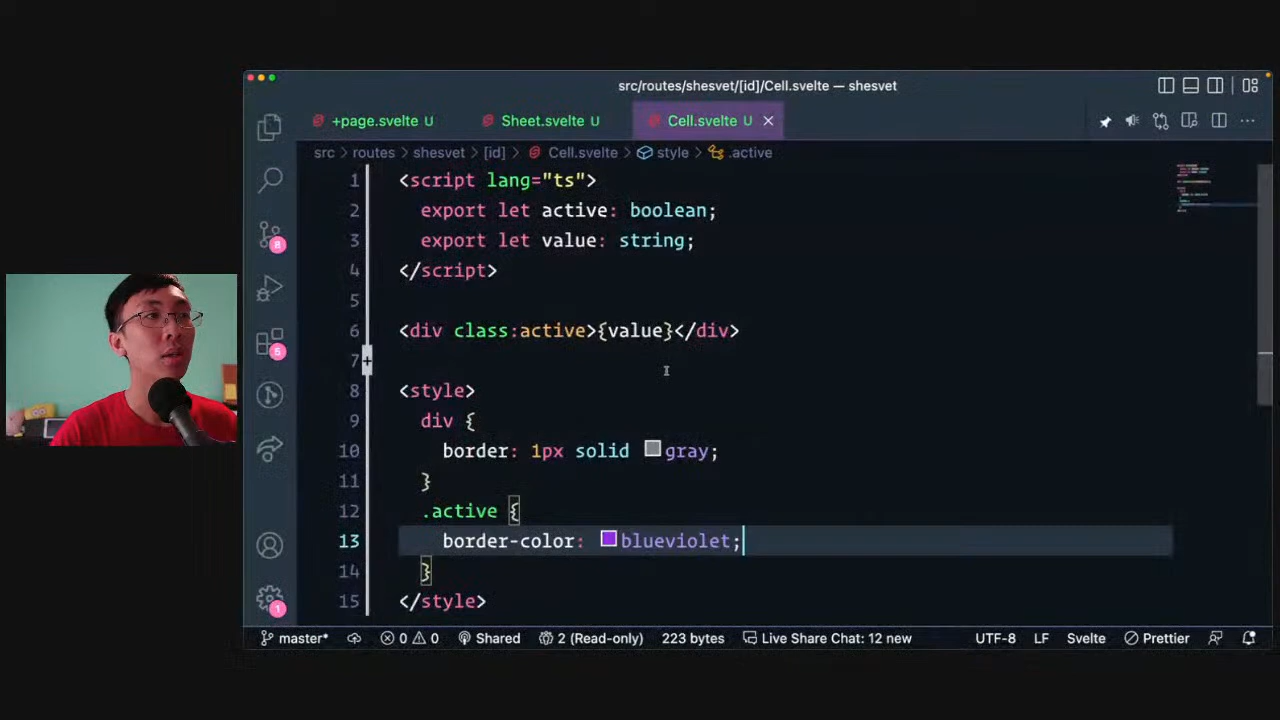 src/routes/shesvet/[id]/Cell.svelte — shesvet
+page.svelte U
Sheet.svelte U
Cell.svelte U
src > routes > shesvet > [id] > Cell.svelte > style > .active
1 <script lang="ts">
2 export let active: boolean;
3 export let value: string;
4 </script>
5
6 <div class:active>{value}</div>
7
8 <style>
9 div {
10 border: 1px solid gray;
11 }
12 .active {
13 border-color: blueviolet;
14 }
15 </style>
8
5
1
master* 0 0 Shared 2 (Read-only) 223 bytes Live Share Chat: 12 new UTF-8 LF Svelte Prettier